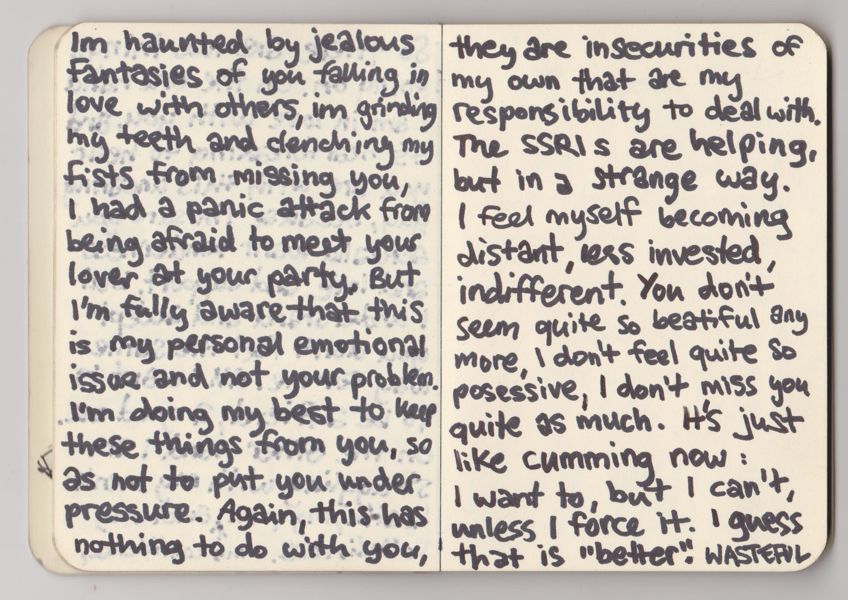 Im haunted by jealous
fantasies of you falling in
love with others, im grinding
my teeth and clenching my
fists from missing you,
I had a panic attack from
being afraid to meet your
lover at your party. But
I'm fully aware that this
is my personal emotional
issue and not your problem.
I'm doing my best to keep
these things from you, so
as not to put you under
pressure. Again, this has
nothing to do with you,
they are insecurities of
my own that are my
responsibility to deal with.
The SSRIs are helping,
but in a strange way.
I feel myself becoming
distant, less invested,
indifferent. You don't
seem quite so beatiful any
more, I don't feel quite so
posessive, I don't miss you
quite as much. It's just
like cumming now:
I want to, but I can't,
unless I force it. I guess
that is "better". WASTEFUL